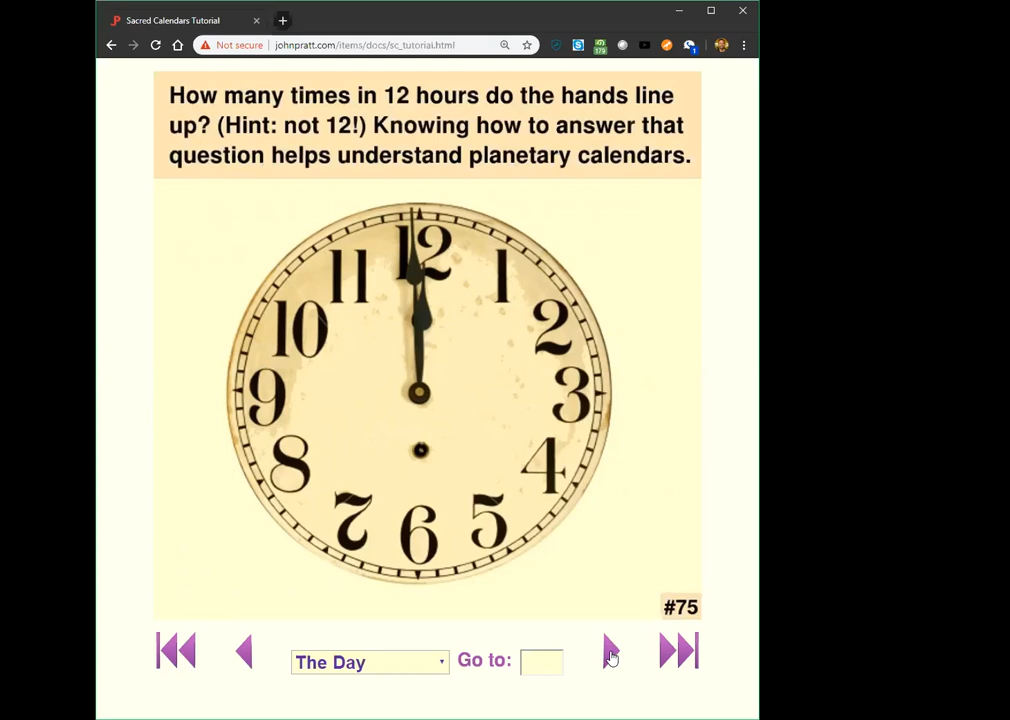 Sacred Calendars Tutorial
Not secure johnpratt.com/items/docs/sc_tutorial.html
179
1
How many times in 12 hours do the hands line
up? (Hint: not 12!) Knowing how to answer that
question helps understand planetary calendars.
12
11 1
10 2
9 3
8 4
7 6 5
#75
The Day Go to: